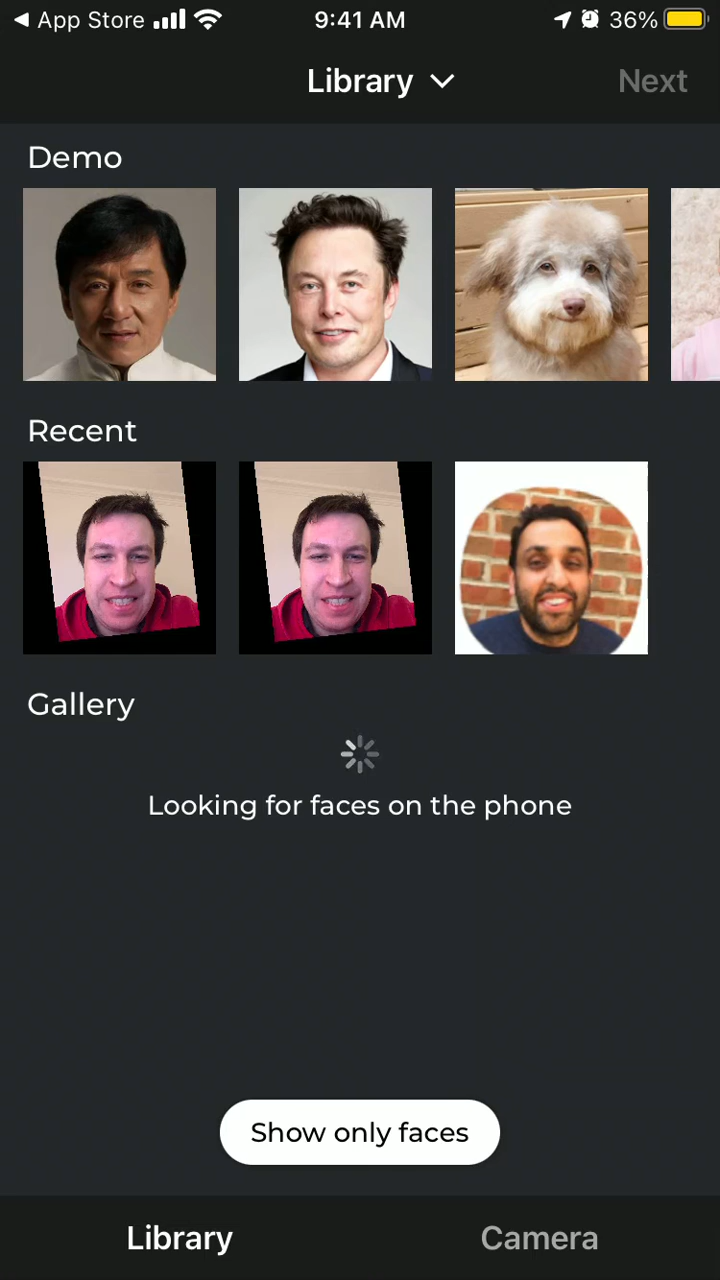 App Store
9:41 AM
36%
Library
Next
Demo
Recent
Gallery
Looking for faces on the phone
Show only faces
Library
Camera